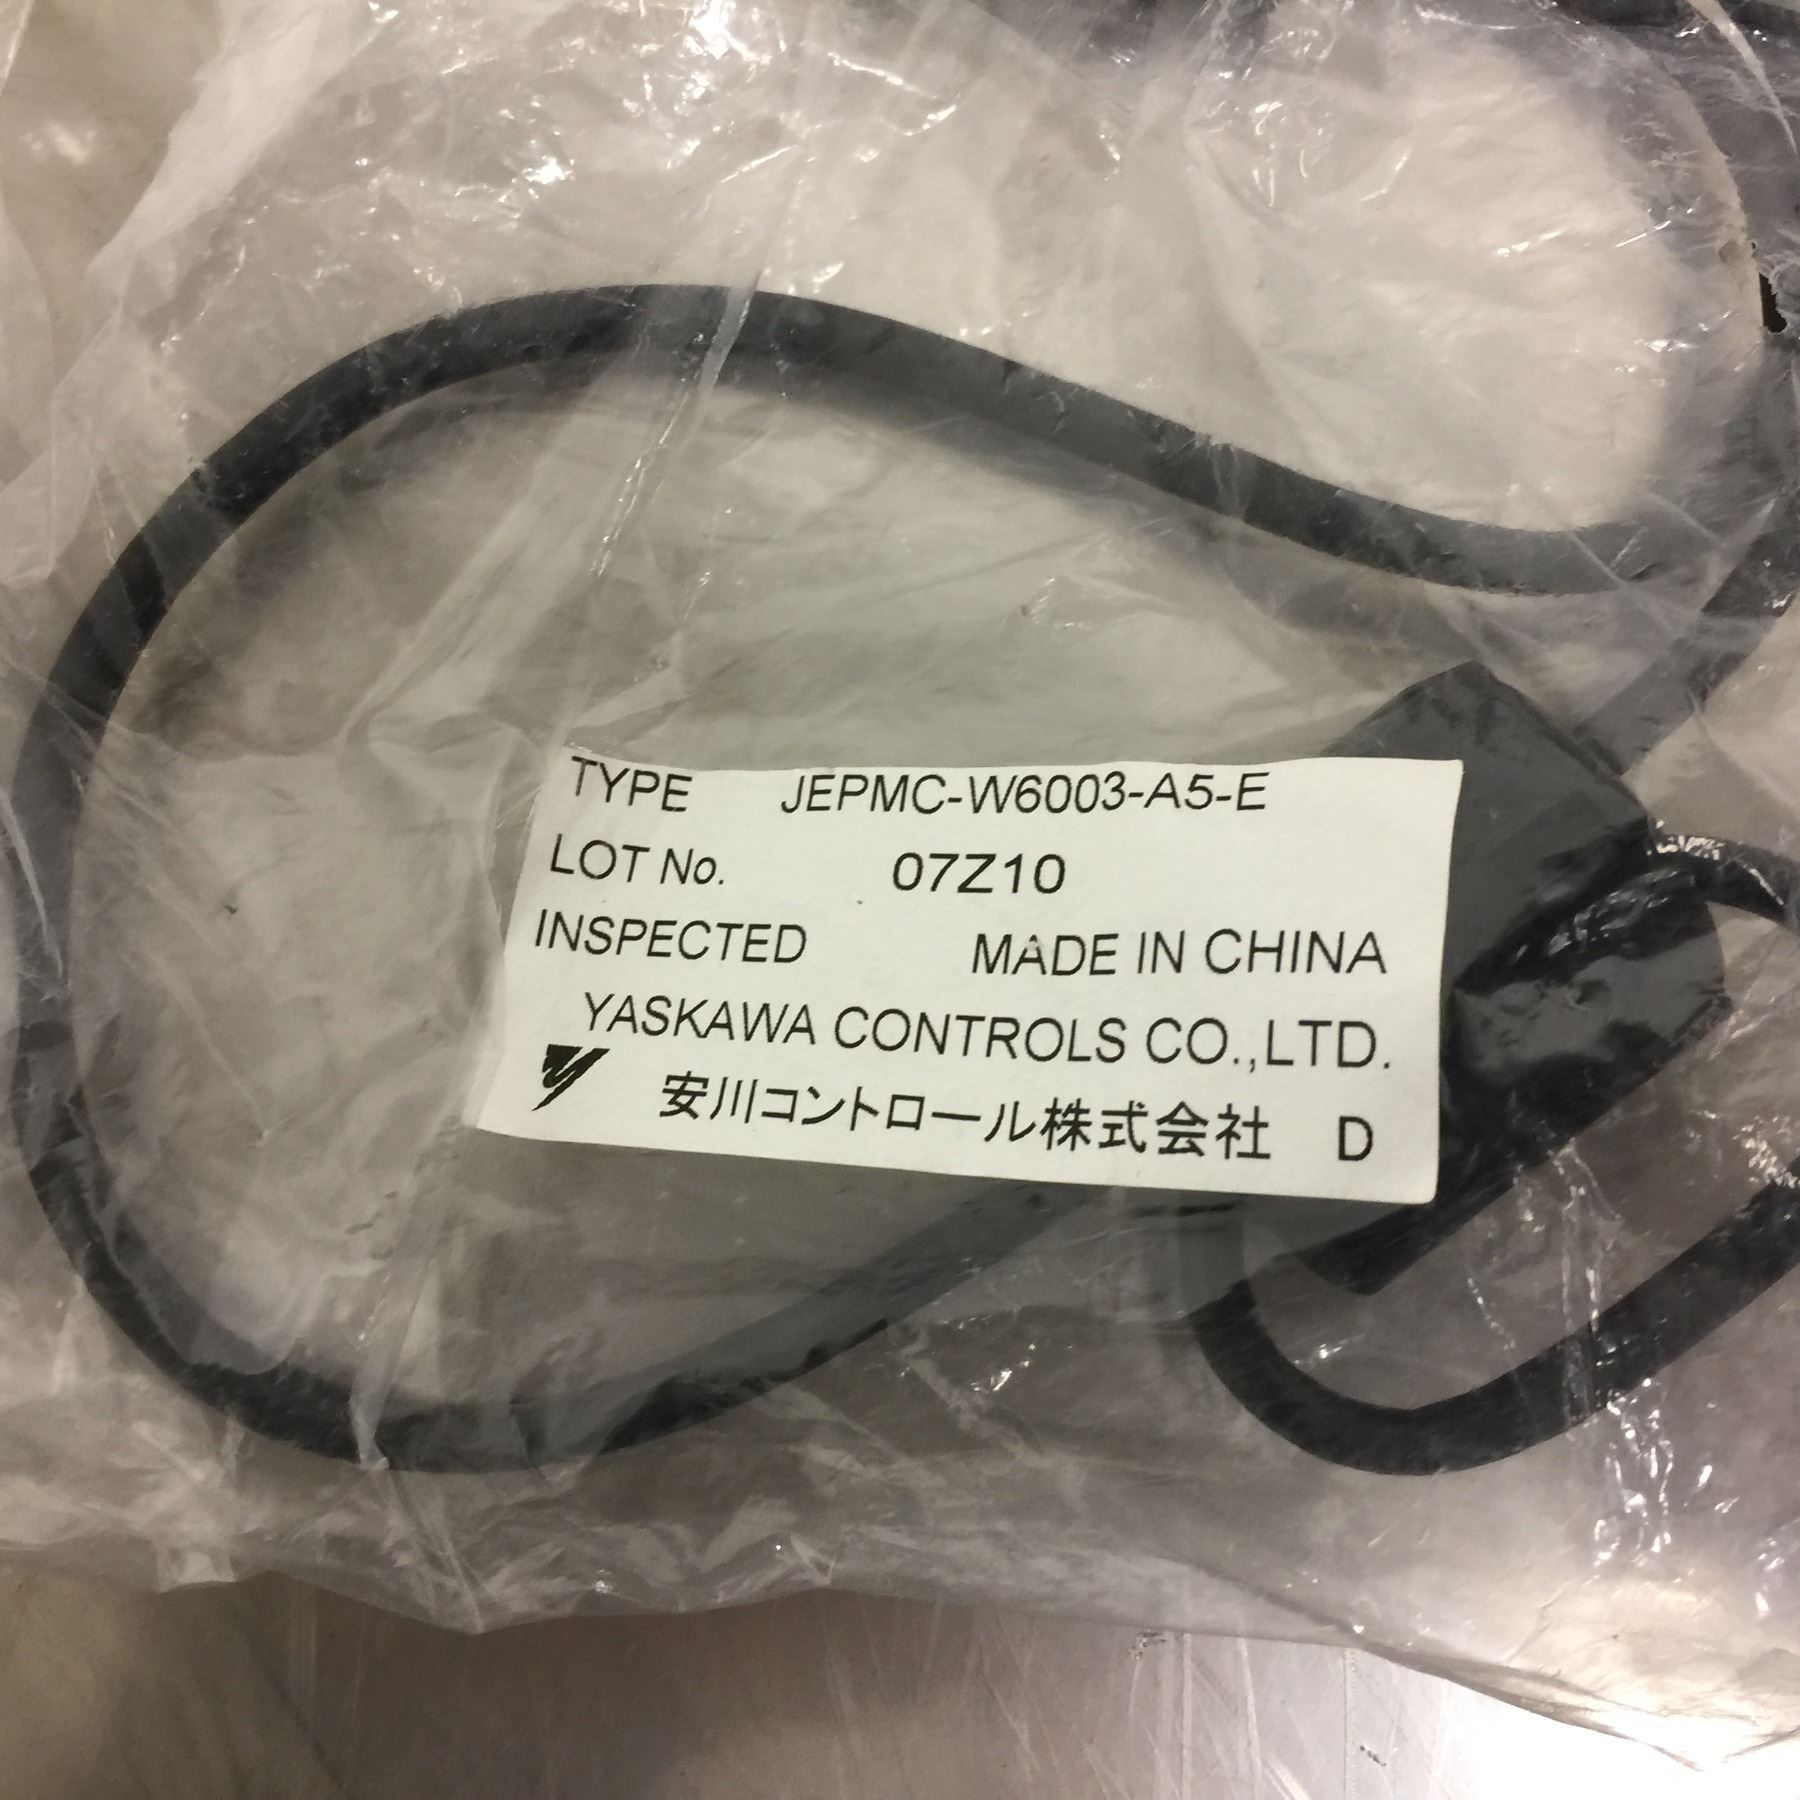 TYPE JEPMC-W6003-A5-E
LOT No. 07Z10
INSPECTED MADE IN CHINA
YASKAWA CONTROLS CO.,LTD.
安川コントロール株式会社 D